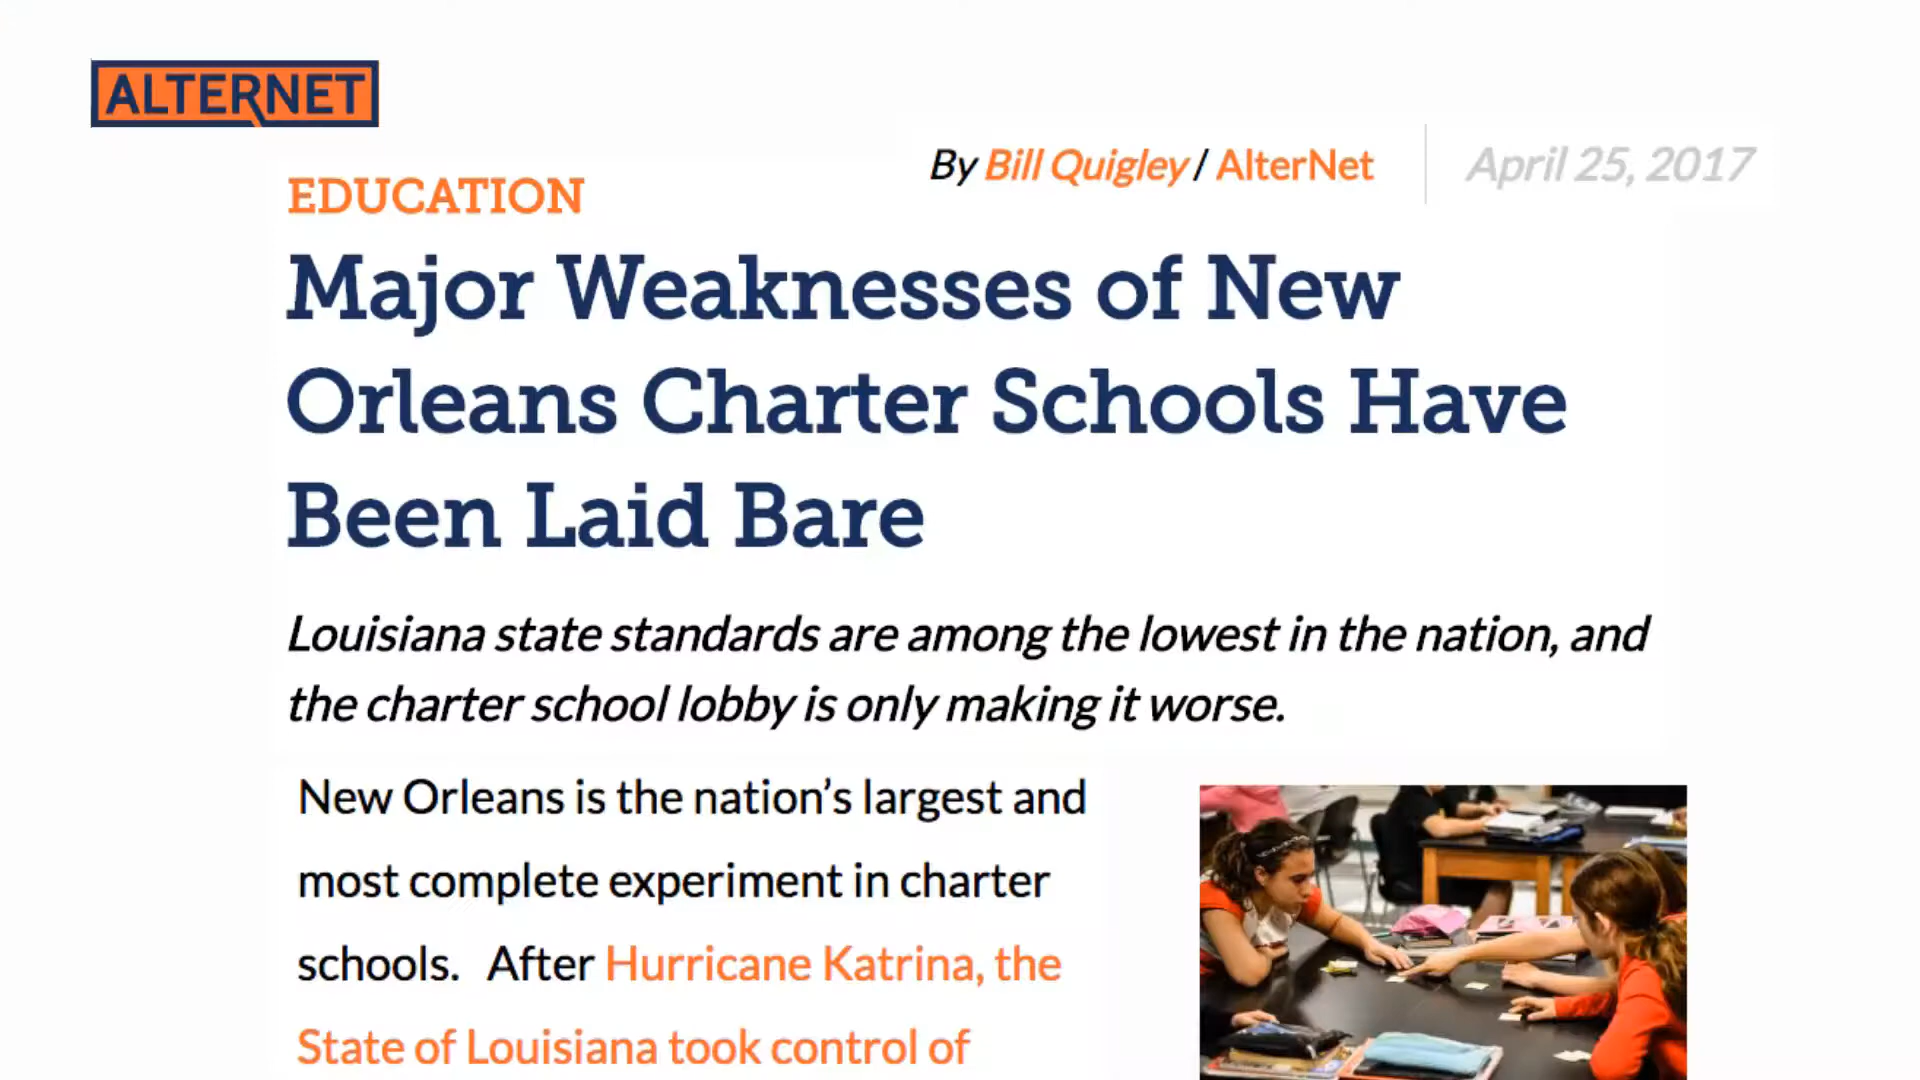 ALTERNET
By Bill Quigley / AlterNet
April 25, 2017
EDUCATION
Major Weaknesses of New
Orleans Charter Schools Have
Been Laid Bare
Louisiana state standards are among the lowest in the nation, and
the charter school lobby is only making it worse.
New Orleans is the nation’s largest and
most complete experiment in charter
schools. After Hurricane Katrina, the
State of Louisiana took control of